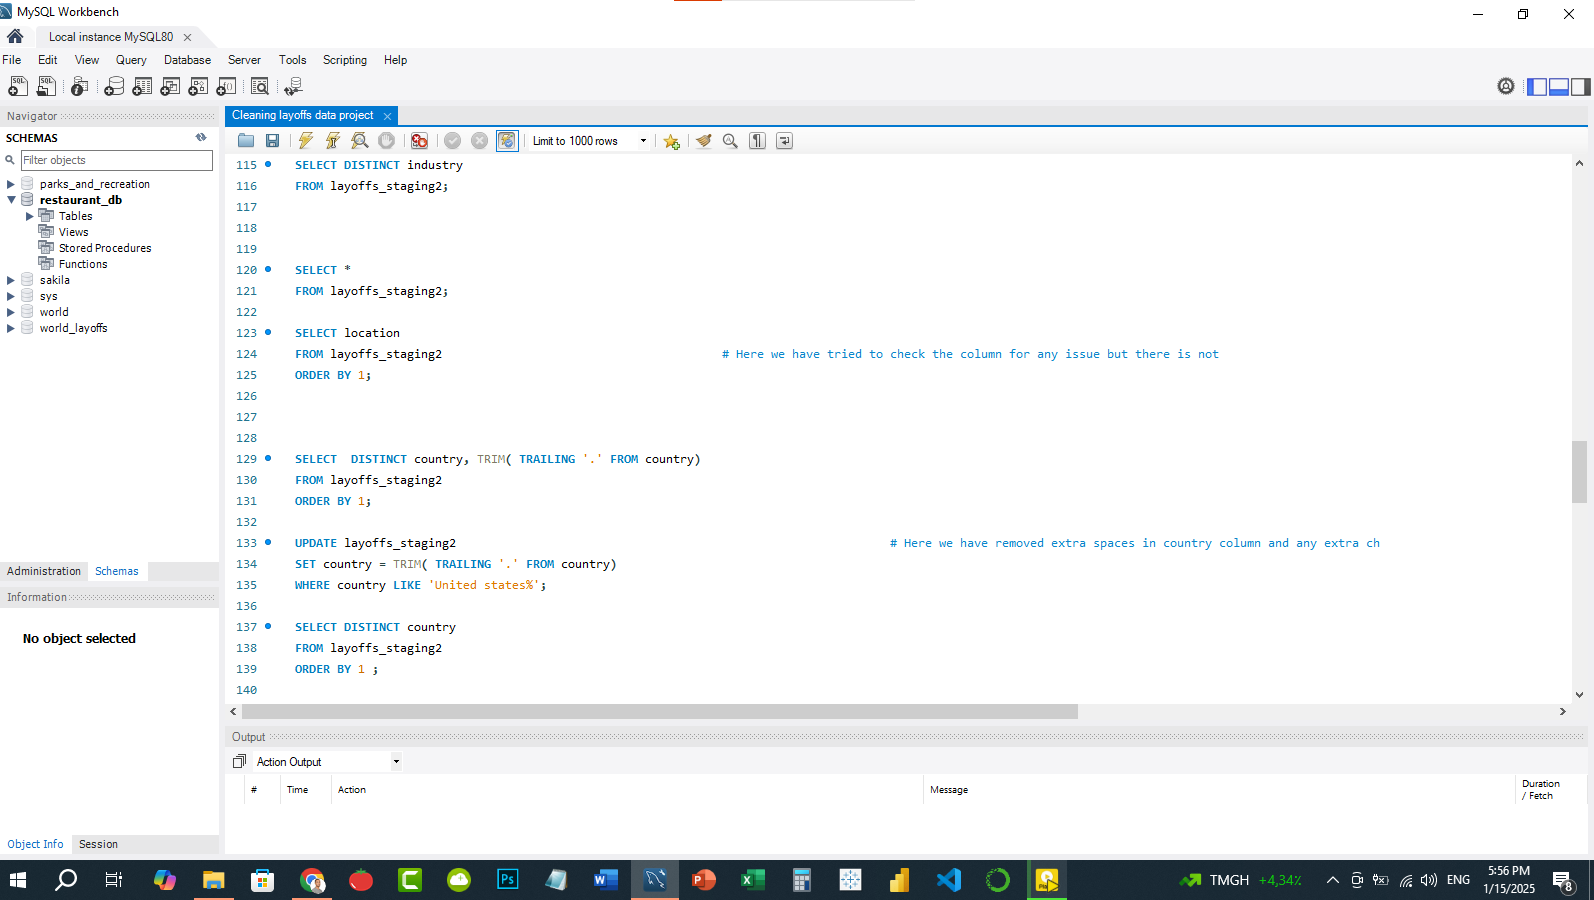 MySQL Workbench
Local instance MySQL80
File Edit View Query Database Server Tools Scripting Help
Navigator
SCHEMAS
Filter objects
parks_and_recreation
restaurant_db
Tables
Views
Stored Procedures
Functions
sakila
sys
world
world_layoffs
Administration Schemas
Information
No object selected
Object Info Session
Cleaning layoffs data project
Limit to 1000 rows
115 SELECT DISTINCT industry
116 FROM layoffs_staging2;
117
118
119
120 SELECT *
121 FROM layoffs_staging2;
122
123 SELECT location
124 FROM layoffs_staging2 # Here we have tried to check the column for any issue but there is not
125 ORDER BY 1;
126
127
128
129 SELECT  DISTINCT country, TRIM( TRAILING '.' FROM country)
130 FROM layoffs_staging2
131 ORDER BY 1;
132
133 UPDATE layoffs_staging2 # Here we have removed extra spaces in country column and any extra ch
134 SET country = TRIM( TRAILING '.' FROM country)
135 WHERE country LIKE 'United states%';
136
137 SELECT DISTINCT country
138 FROM layoffs_staging2
139 ORDER BY 1 ;
140
Output
Action Output
# Time Action Message Duration / Fetch
TMGH +4,34% ENG 5:56 PM
1/15/2025
8